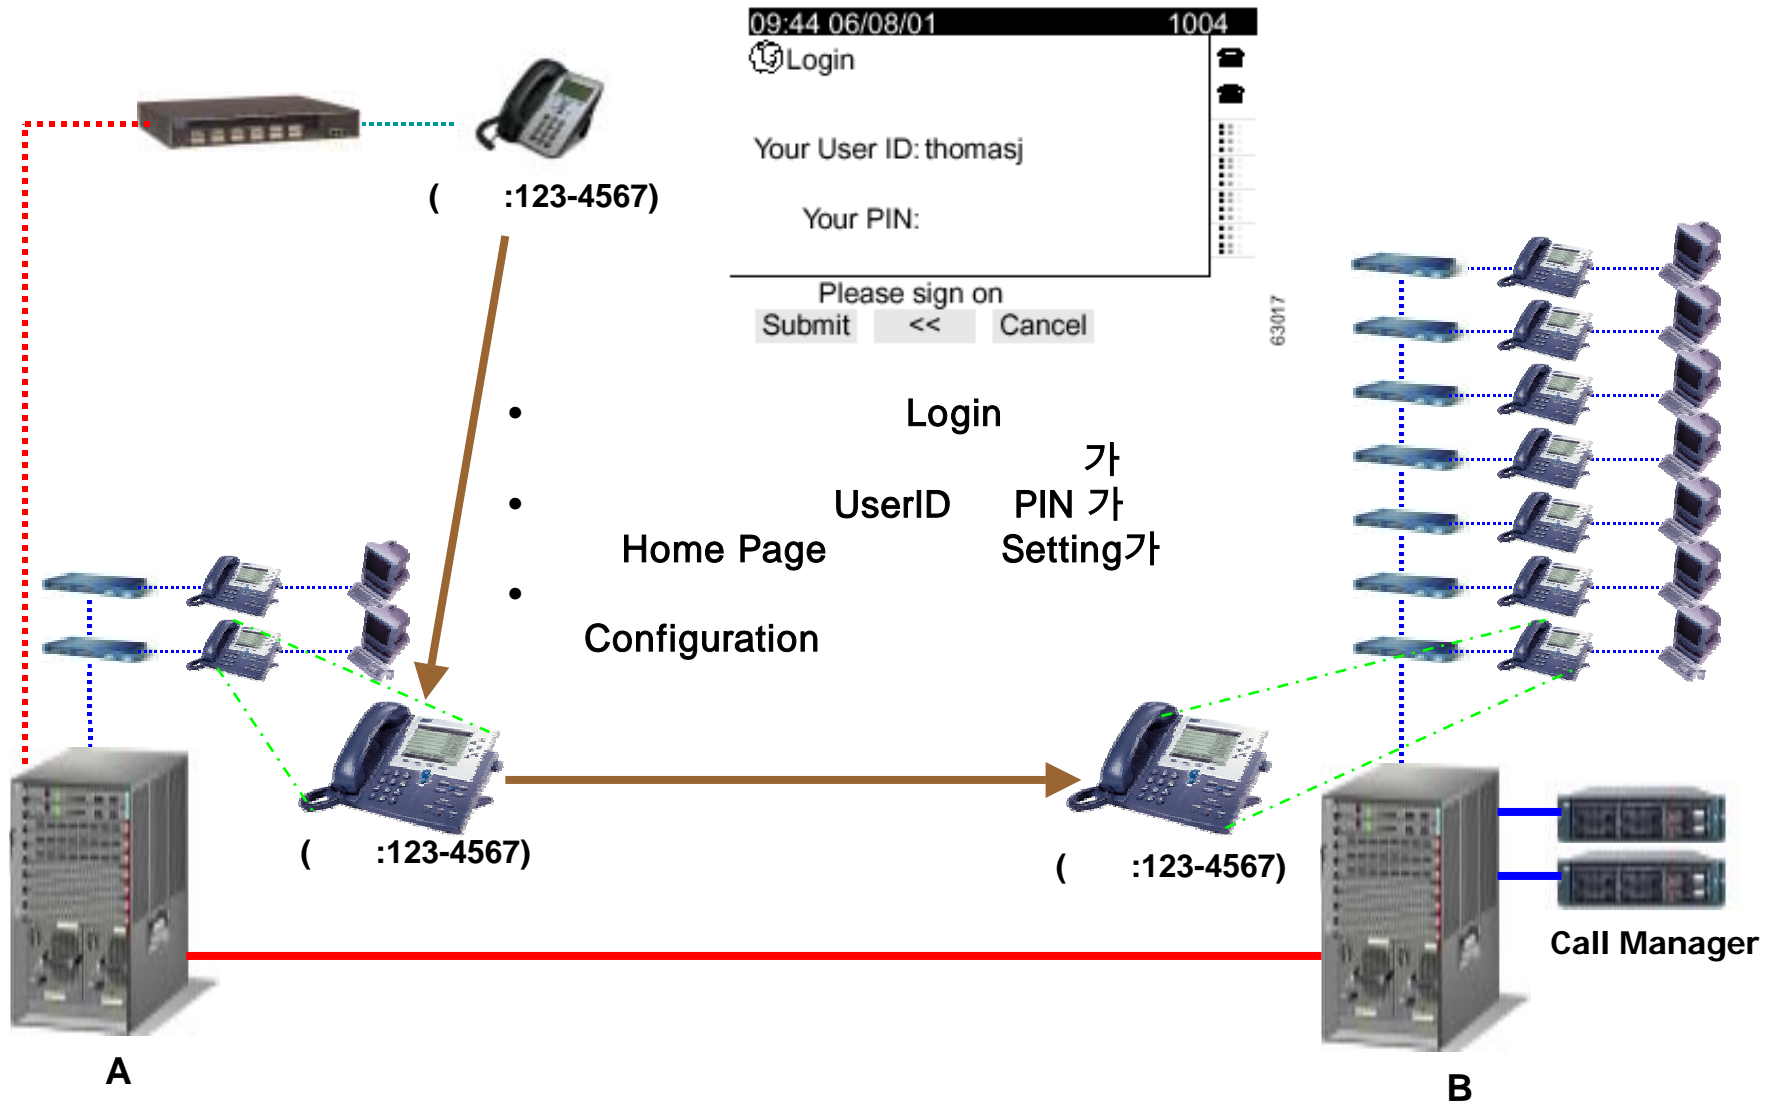 09:44 06/08/01 1004
Login
Your User ID: thomasj
Your PIN:
Please sign on
Submit << Cancel
63017
( :123-4567)
• Login
가
• UserID PIN 가
Home Page Setting가
•
Configuration
( :123-4567)
( :123-4567)
Call Manager
A
B